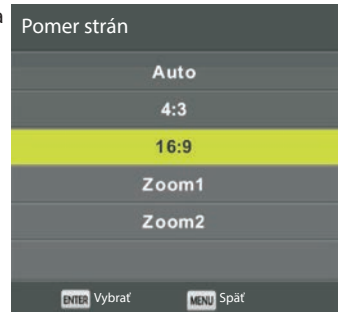 a
Pomer strán
Auto
4:3
16:9
Zoom1
Zoom2
ENTER Vybrať MENU Späť